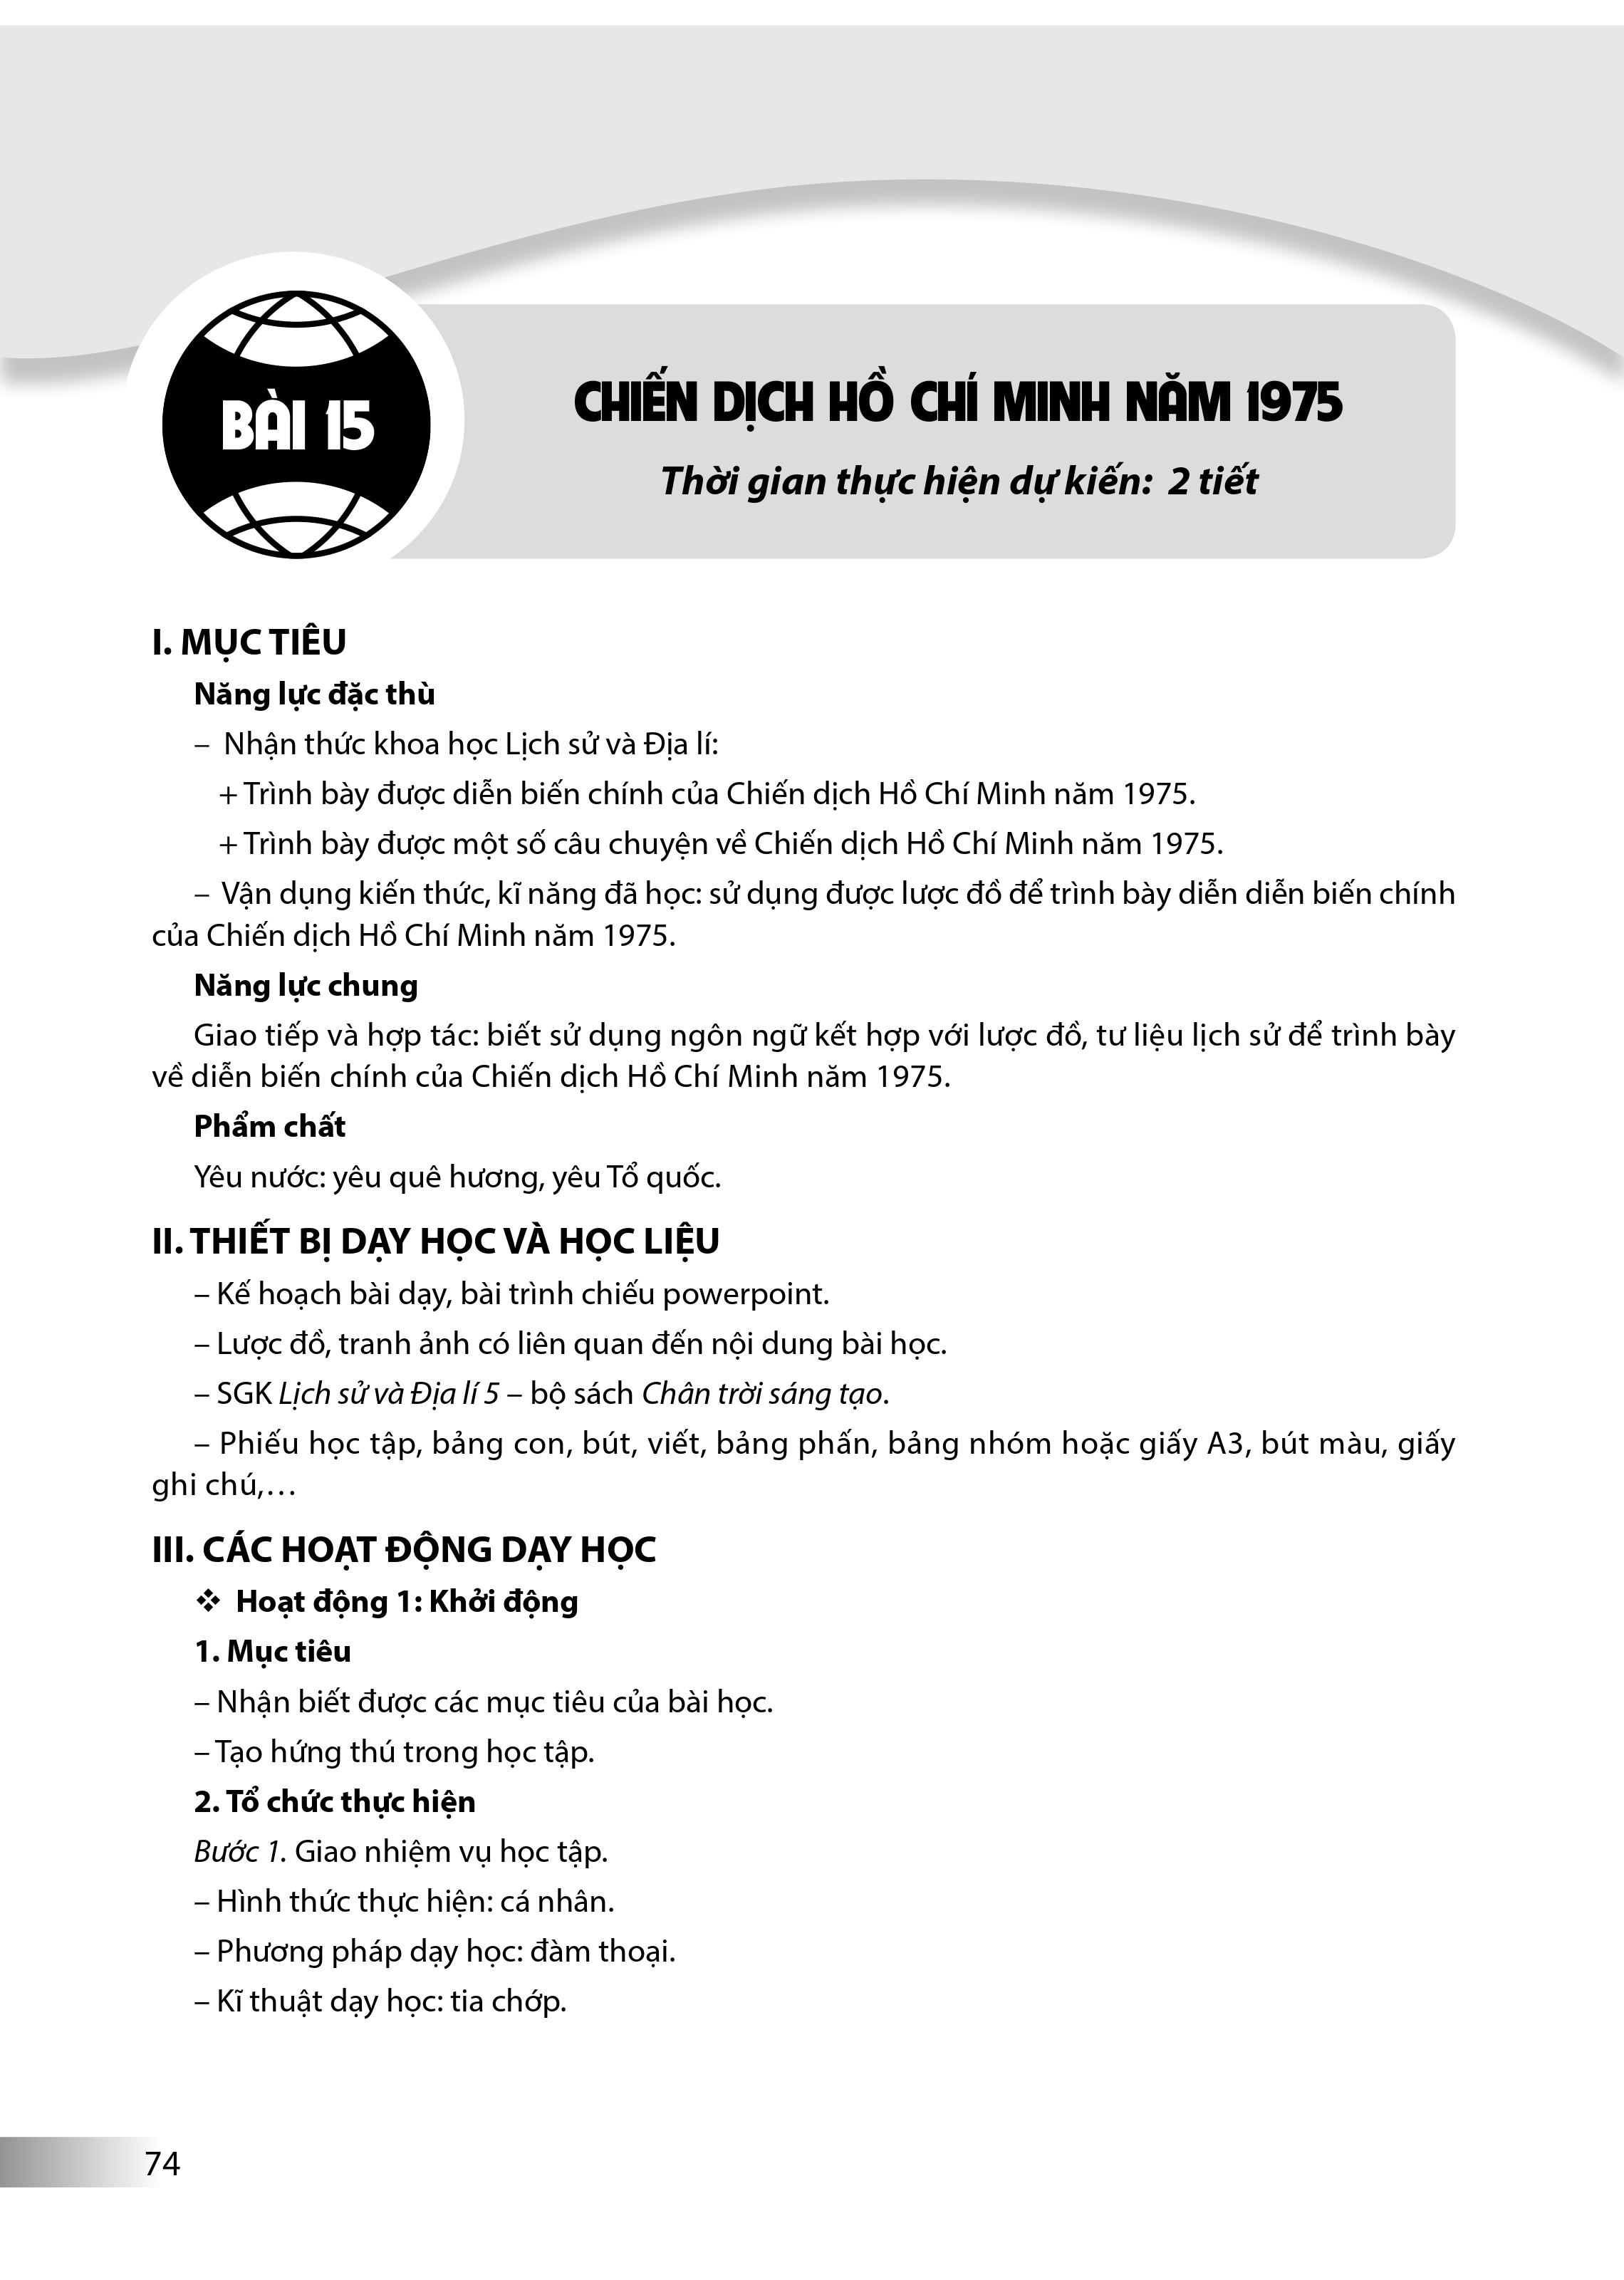 BÀI 15
CHIẾN DỊCH HỒ CHÍ MINH NĂM 1975
Thời gian thực hiện dự kiến: 2 tiết
I. MỤC TIÊU
Năng lực đặc thù
– Nhận thức khoa học Lịch sử và Địa lí:
+ Trình bày được diễn biến chính của Chiến dịch Hồ Chí Minh năm 1975.
+ Trình bày được một số câu chuyện về Chiến dịch Hồ Chí Minh năm 1975.
– Vận dụng kiến thức, kĩ năng đã học: sử dụng được lược đồ để trình bày diễn diễn biến chính
của Chiến dịch Hồ Chí Minh năm 1975.
Năng lực chung
Giao tiếp và hợp tác: biết sử dụng ngôn ngữ kết hợp với lược đồ, tư liệu lịch sử để trình bày
về diễn biến chính của Chiến dịch Hồ Chí Minh năm 1975.
Phẩm chất
Yêu nước: yêu quê hương, yêu Tổ quốc.
II. THIẾT BỊ DẠY HỌC VÀ HỌC LIỆU
– Kế hoạch bài dạy, bài trình chiếu powerpoint.
– Lược đồ, tranh ảnh có liên quan đến nội dung bài học.
– SGK Lịch sử và Địa lí 5 – bộ sách Chân trời sáng tạo.
– Phiếu học tập, bảng con, bút, viết, bảng phấn, bảng nhóm hoặc giấy A3, bút màu, giấy
ghi chú,…
III. CÁC HOẠT ĐỘNG DẠY HỌC
❖ Hoạt động 1: Khởi động
1. Mục tiêu
– Nhận biết được các mục tiêu của bài học.
– Tạo hứng thú trong học tập.
2. Tổ chức thực hiện
Bước 1. Giao nhiệm vụ học tập.
– Hình thức thực hiện: cá nhân.
– Phương pháp dạy học: đàm thoại.
– Kĩ thuật dạy học: tia chớp.
74